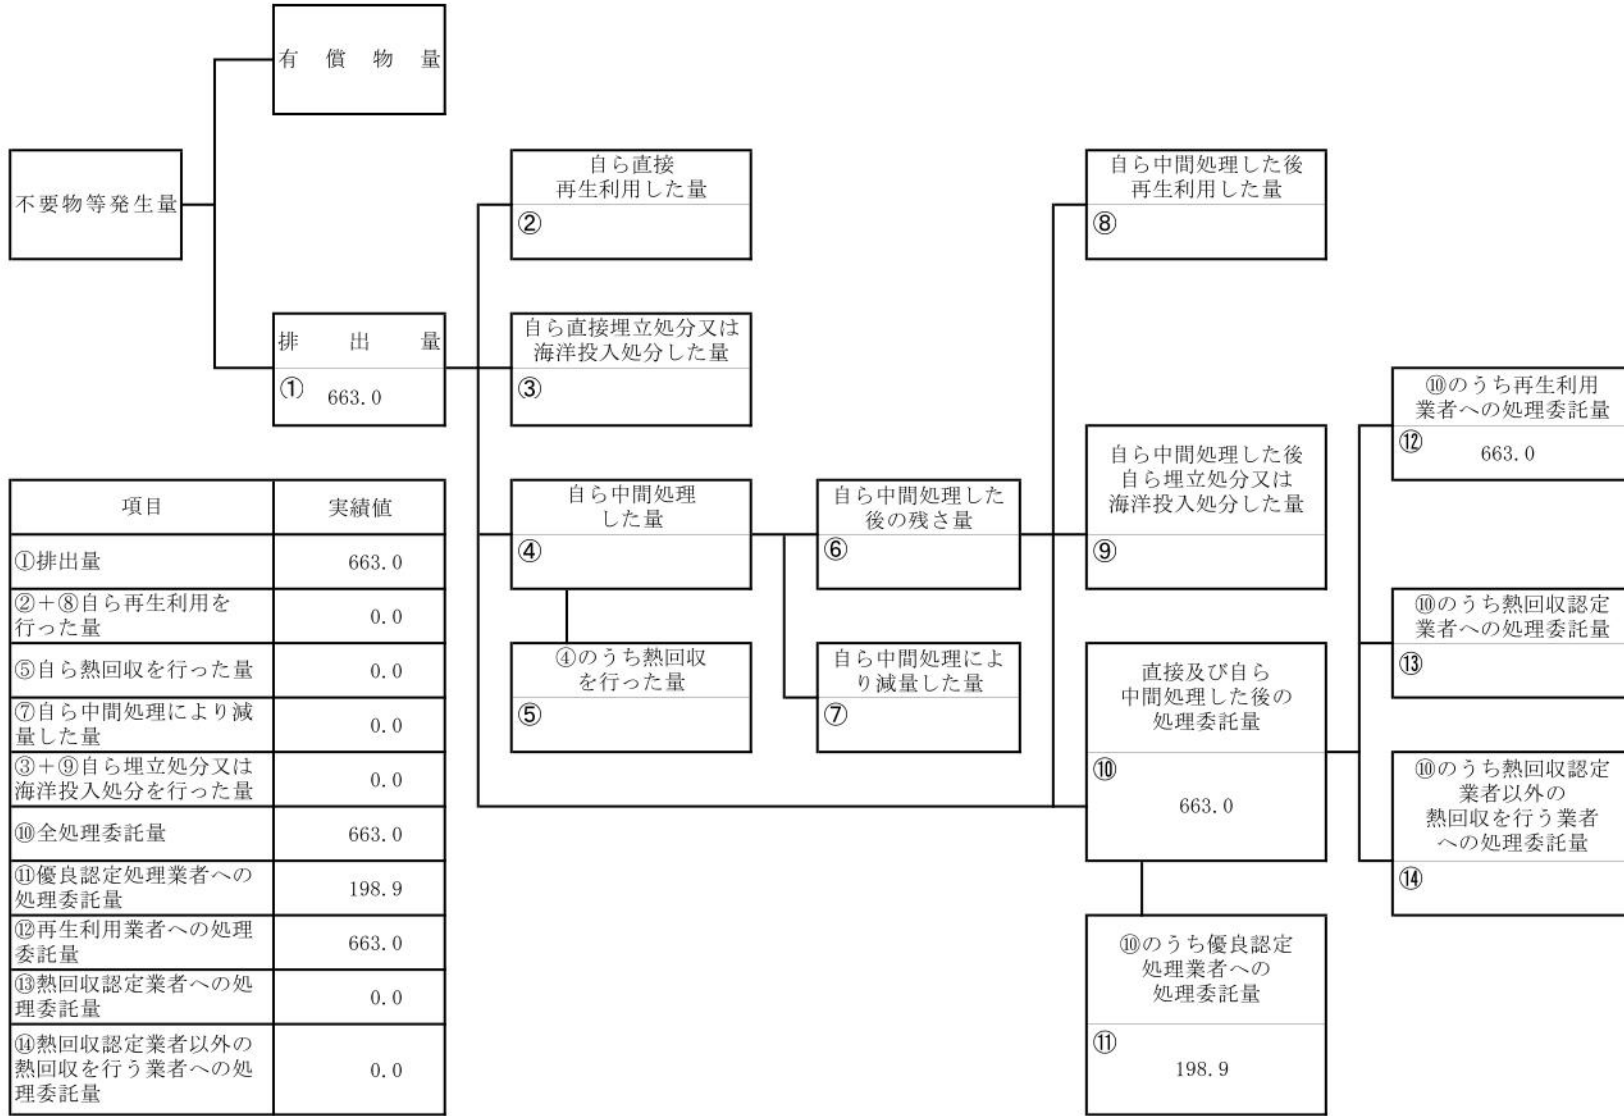 有償物量
不要物等発生量
排出量
①
663.0
自ら直接
再生利用した量
②
自ら直接埋立処分又は
海洋投入処分した量
③
自ら中間処理
した量
④
④のうち熱回収
を行った量
⑤
自ら中間処理した
後の残さ量
⑥
自ら中間処理によ
り減量した量
⑦
自ら中間処理した後
再生利用した量
⑧
自ら中間処理した後
自ら埋立処分又は
海洋投入処分した量
⑨
直接及び自ら
中間処理した後の
処理委託量
⑩
663.0
⑩のうち優良認定
処理業者への
処理委託量
⑪
198.9
⑩のうち再生利用
業者への処理委託量
⑫
663.0
⑩のうち熱回収認定
業者への処理委託量
⑬
⑩のうち熱回収認定
業者以外の
熱回収を行う業者
への処理委託量
⑭
項目 実績値
①排出量 663.0
②+⑧自ら再生利用を
行った量 0.0
⑤自ら熱回収を行った量 0.0
⑦自ら中間処理により減
量した量 0.0
③+⑨自ら埋立処分又は
海洋投入処分を行った量 0.0
⑩全処理委託量 663.0
⑪優良認定処理業者への
処理委託量 198.9
⑫再生利用業者への処理
委託量 663.0
⑬熱回収認定業者への処
理委託量 0.0
⑭熱回収認定業者以外の
熱回収を行う業者への処
理委託量 0.0